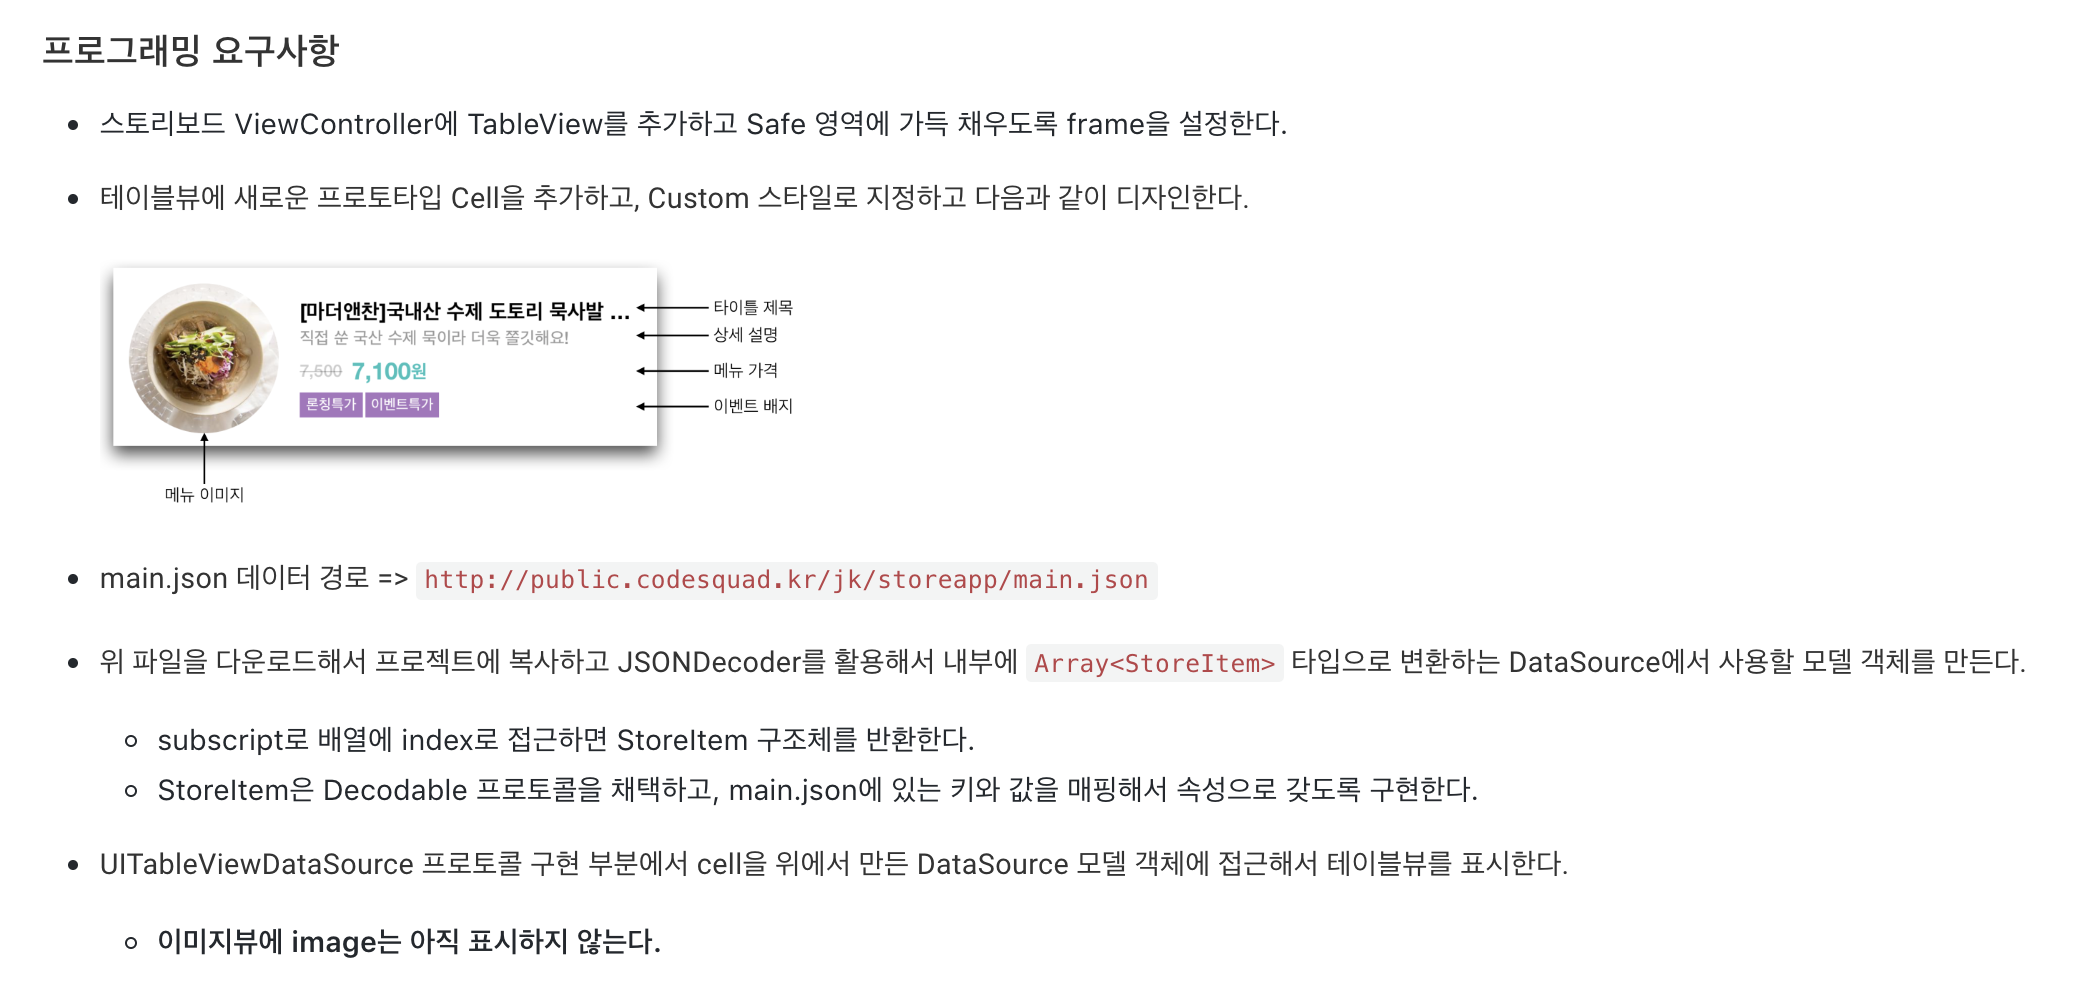 프로그래밍 요구사항
스토리보드 ViewController에 TableView를 추가하고 Safe 영역에 가득 채우도록 frame을 설정한다.
테이블뷰에 새로운 프로토타입 Cell을 추가하고, Custom 스타일로 지정하고 다음과 같이 디자인한다.
[마더앤찬]국내산 수제 도토리 묵사발 ...
타이틀 제목
직접 쑨 국산 수제 묵이라 더욱 쫄깃해요!
상세 설명
7,500 7,100원
메뉴 가격
론칭특가 이벤트특가
이벤트 배지
메뉴 이미지
main.json 데이터 경로 => http://public.codesquad.kr/jk/storeapp/main.json
위 파일을 다운로드해서 프로젝트에 복사하고 JSONDecoder를 활용해서 내부에 Array<StoreItem> 타입으로 변환하는 DataSource에서 사용할 모델 객체를 만든다.
subscript로 배열에 index로 접근하면 StoreItem 구조체를 반환한다.
StoreItem은 Decodable 프로토콜을 채택하고, main.json에 있는 키와 값을 매핑해서 속성으로 갖도록 구현한다.
UITableViewDataSource 프로토콜 구현 부분에서 cell을 위에서 만든 DataSource 모델 객체에 접근해서 테이블뷰를 표시한다.
이미지뷰에 image는 아직 표시하지 않는다.